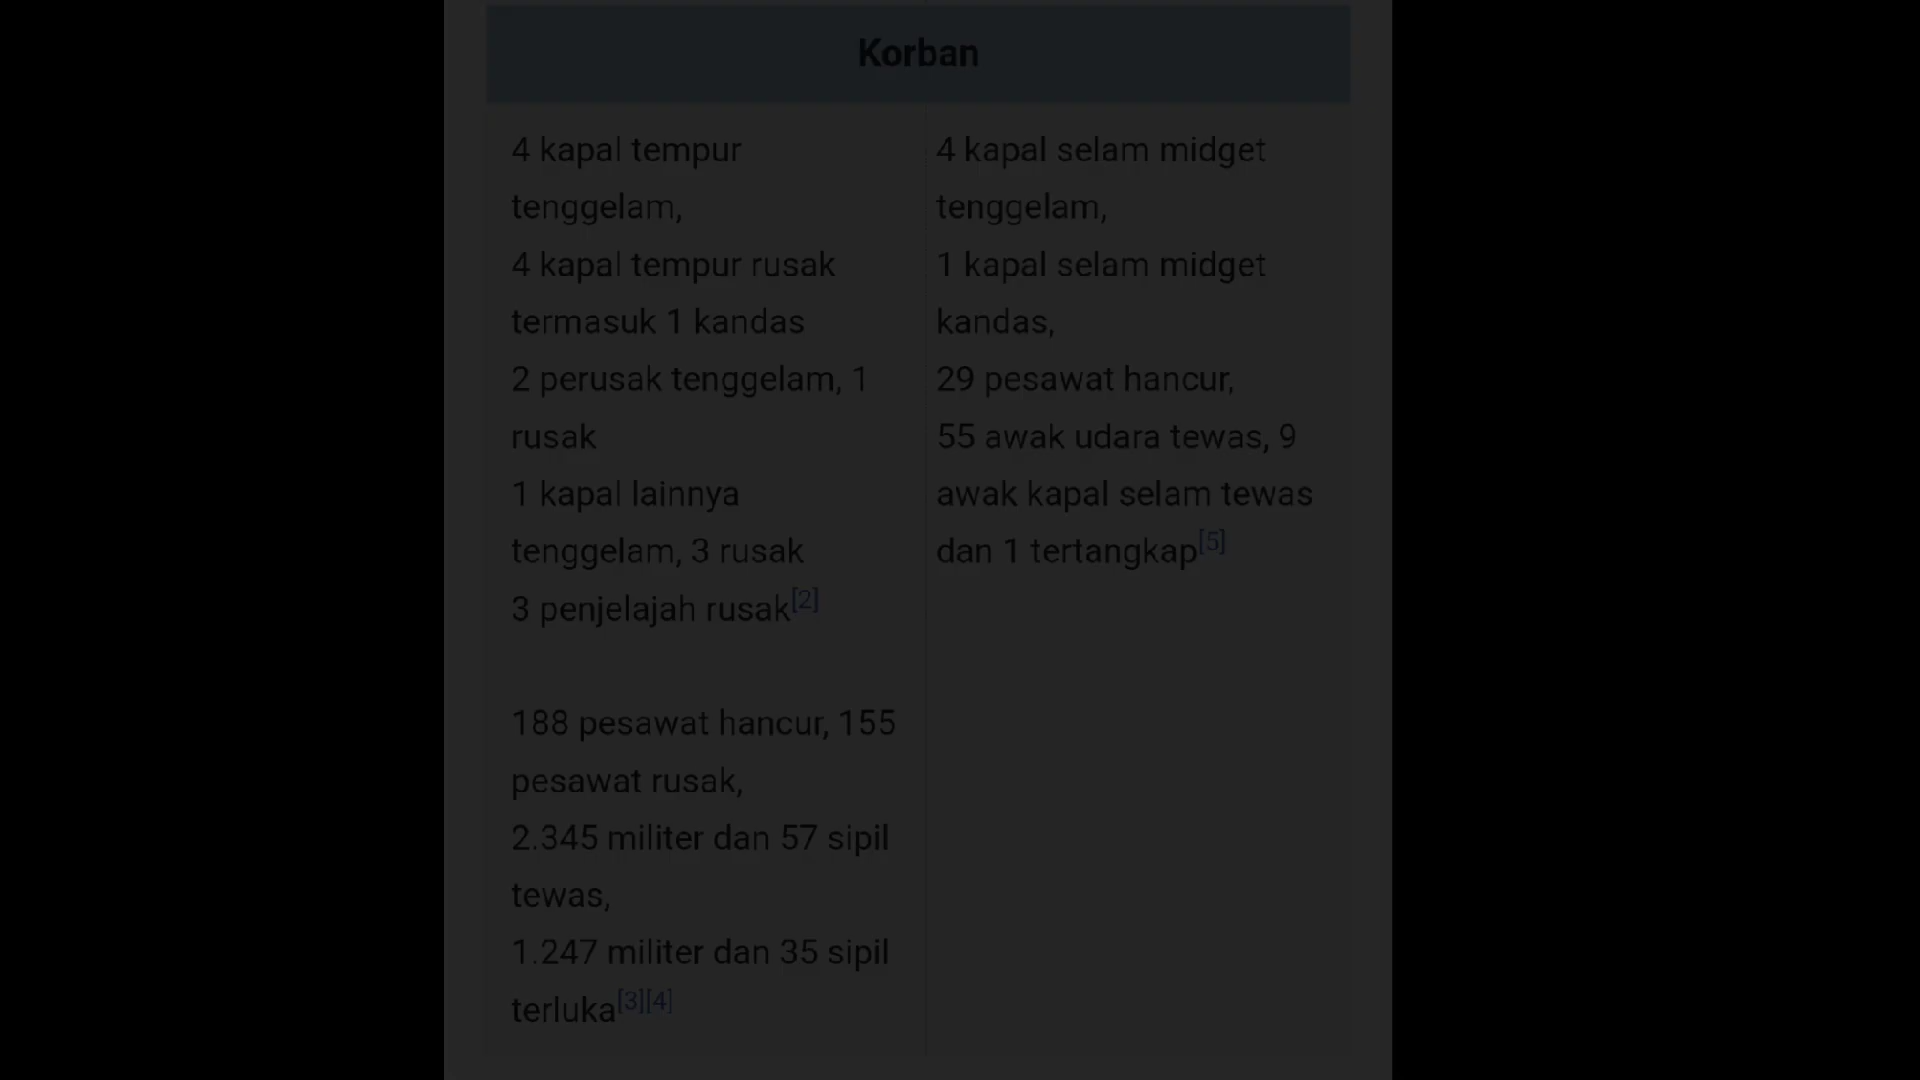 Korban
4 kapal tempur
tenggelam,
4 kapal tempur rusak
termasuk 1 kandas
2 perusak tenggelam, 1
rusak
1 kapal lainnya
tenggelam, 3 rusak
3 penjelajah rusak[2]
188 pesawat hancur, 155
pesawat rusak,
2.345 militer dan 57 sipil
tewas,
1.247 militer dan 35 sipil
terluka[3][4]
4 kapal selam midget
tenggelam,
1 kapal selam midget
kandas,
29 pesawat hancur,
55 awak udara tewas, 9
awak kapal selam tewas
dan 1 tertangkap[5]